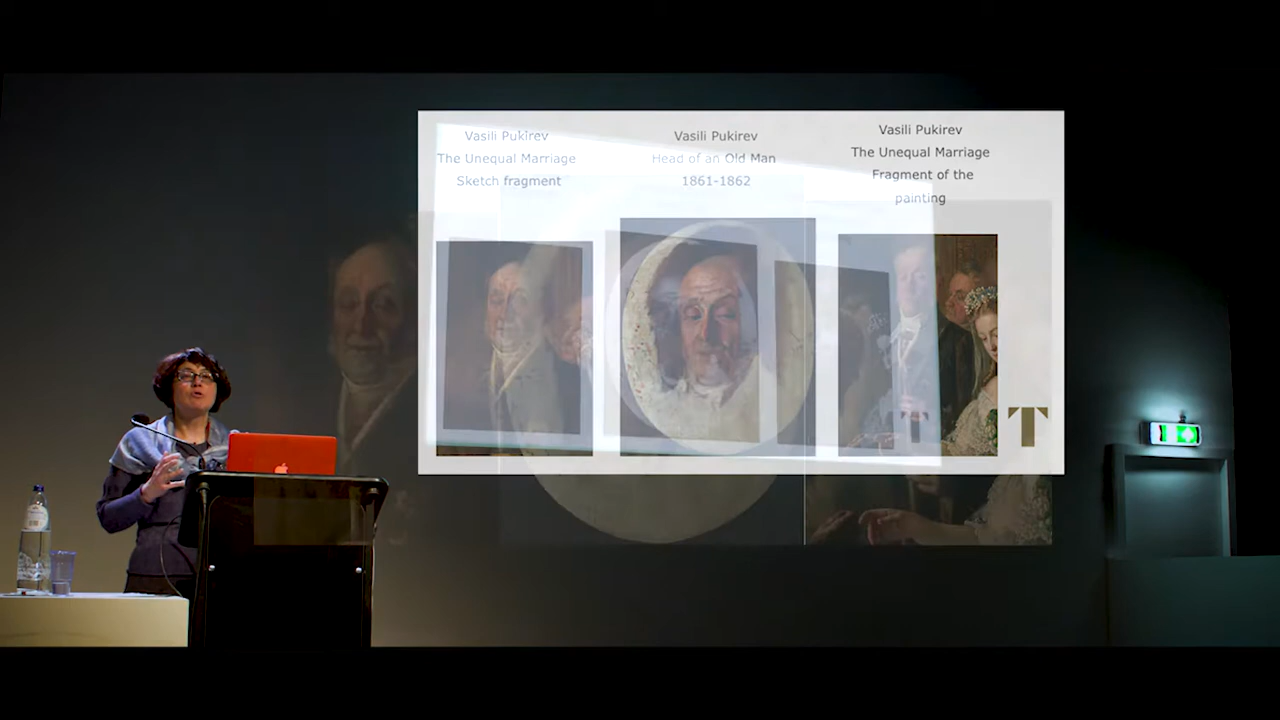 Vasili Pukirev
The Unequal Marriage
Sketch fragment
Vasili Pukirev
Head of an Old Man
1861-1862
Vasili Pukirev
The Unequal Marriage
Fragment of the
painting
T
T